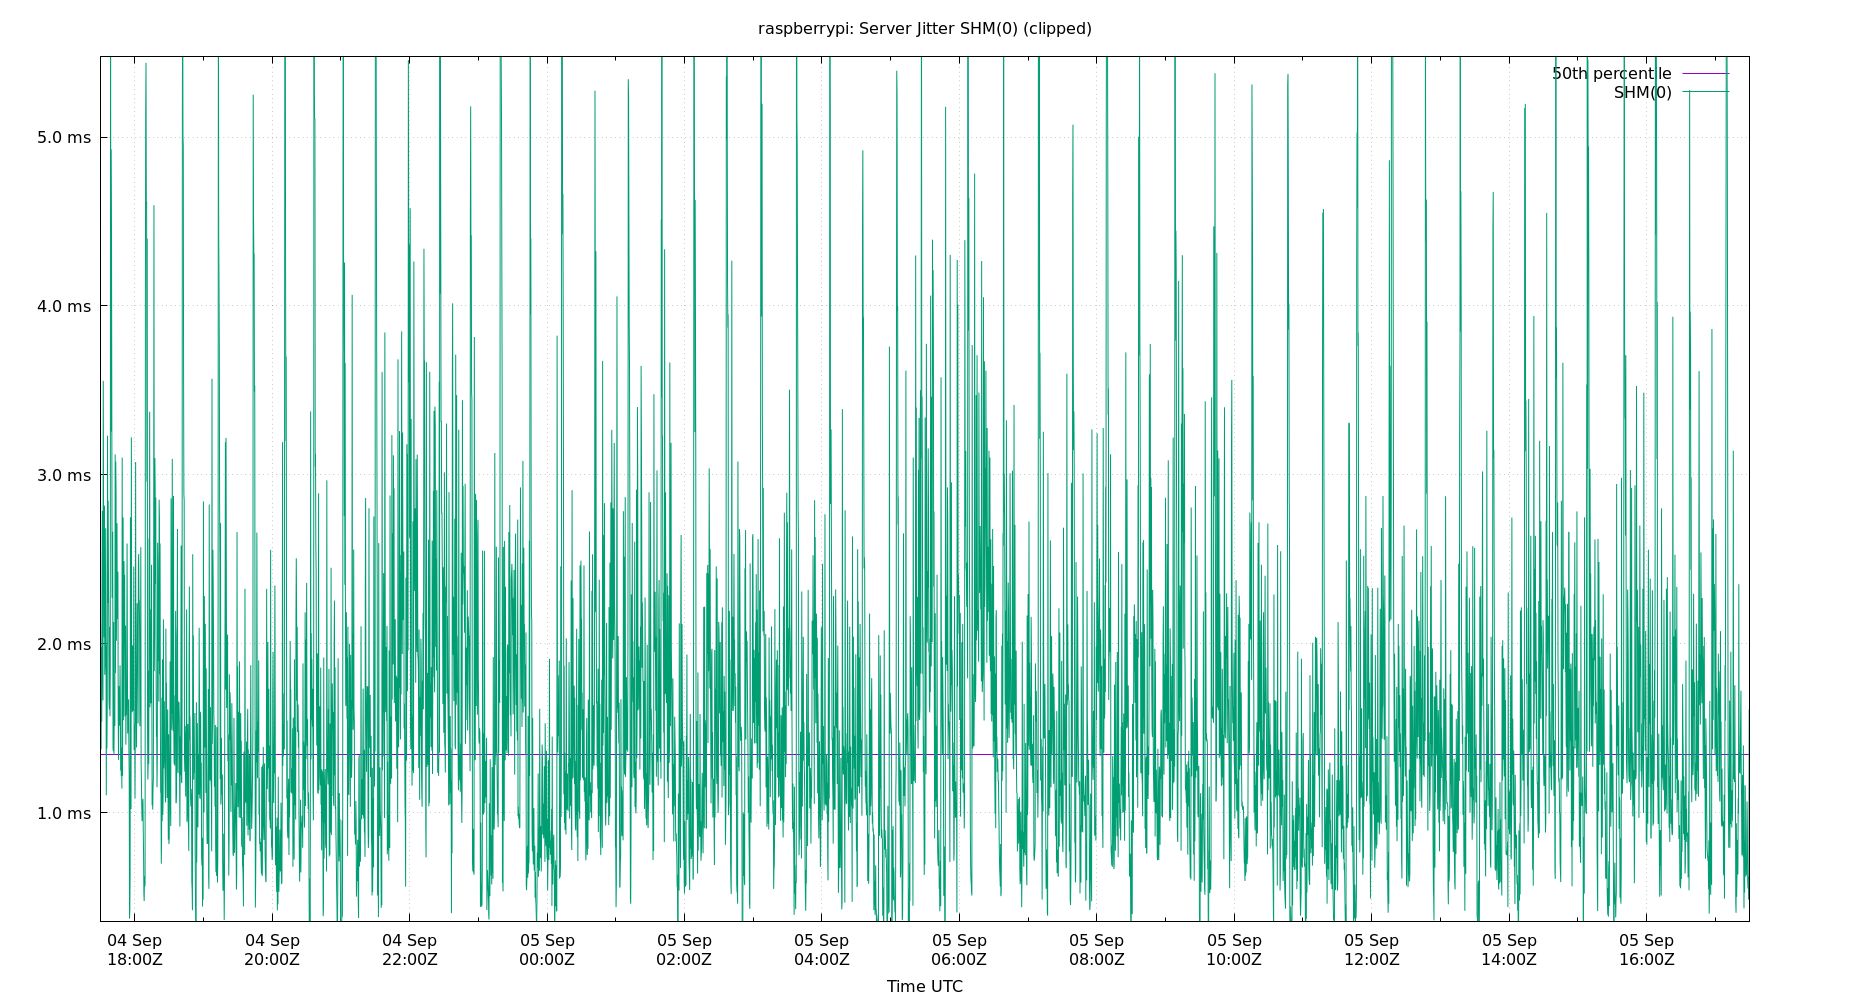 raspberrypi: Server Jitter SHM(0) (clipped)
50th percentile
SHM(0)
5.0 ms
4.0 ms
3.0 ms
2.0 ms
1.0 ms
04 Sep 04 Sep 04 Sep 05 Sep 05 Sep 05 Sep 05 Sep 05 Sep 05 Sep 05 Sep 05 Sep 05 Sep
18:00Z 20:00Z 22:00Z 00:00Z 02:00Z 04:00Z 06:00Z 08:00Z 10:00Z 12:00Z 14:00Z 16:00Z
Time UTC